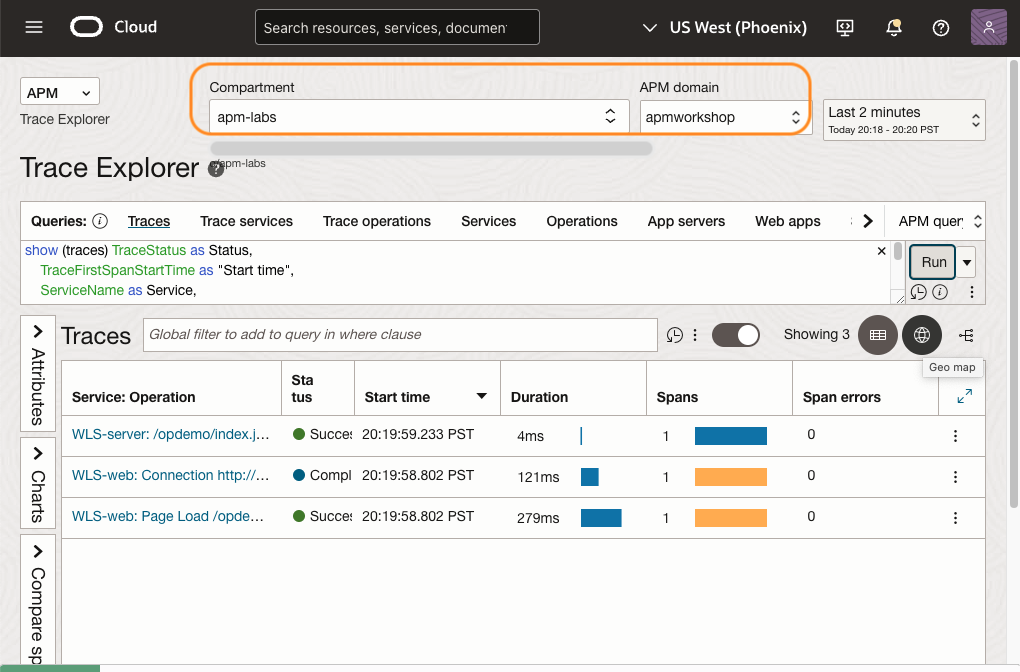 Cloud
Search resources, services, documen
US West (Phoenix)
APM
Trace Explorer
Compartment
apm-labs
APM domain
apmworkshop
Last 2 minutes
Today 20:18 - 20:20 PST
/apm-labs
Trace Explorer
Queries:
Traces
Trace services
Trace operations
Services
Operations
App servers
Web apps
APM query
show (traces) TraceStatus as Status,
TraceFirstSpanStartTime as "Start time",
ServiceName as Service,
Run
Attributes
Charts
Compare sp
Traces
Global filter to add to query in where clause
Showing 3
Geo map
Service: Operation
Sta
tus
Start time
Duration
Spans
Span errors
WLS-server: /opdemo/index.j...
Succes
20:19:59.233 PST
4ms
1
0
WLS-web: Connection http://...
Compl
20:19:58.802 PST
121ms
1
0
WLS-web: Page Load /opde...
Succes
20:19:58.802 PST
279ms
1
0